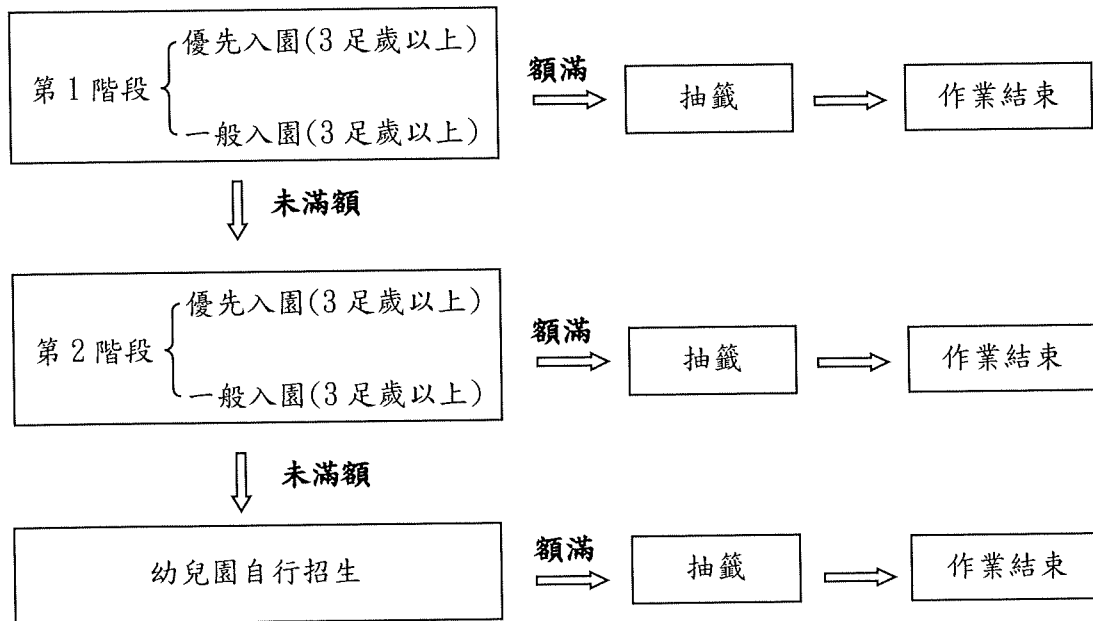 優先入園(3 足歲以上)
第 1 階段
一般入園(3 足歲以上)
額滿
抽籤
作業結束
未滿額
優先入園(3 足歲以上)
第 2 階段
一般入園(3 足歲以上)
額滿
抽籤
作業結束
未滿額
幼兒園自行招生
額滿
抽籤
作業結束